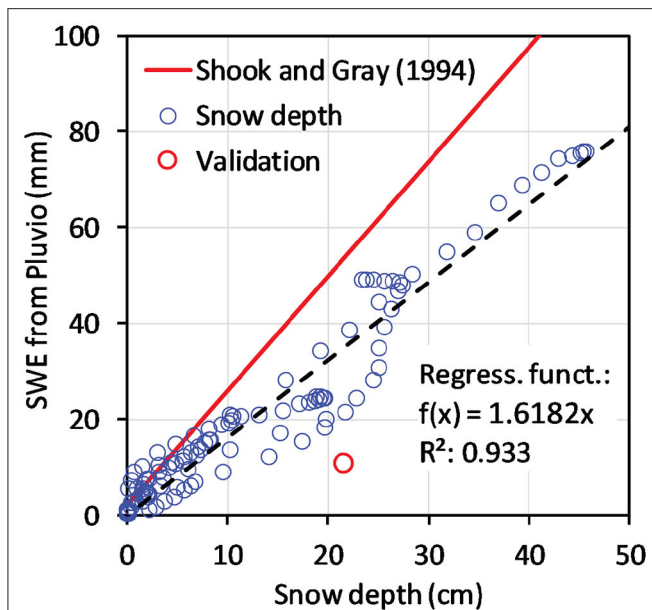 100
80
60
40
20
0
SWE from Pluvio (mm)
Shook and Gray (1994)
Snow depth
Validation
Regress. funct.:
f(x) = 1.6182x
R²: 0.933
0 10 20 30 40 50
Snow depth (cm)